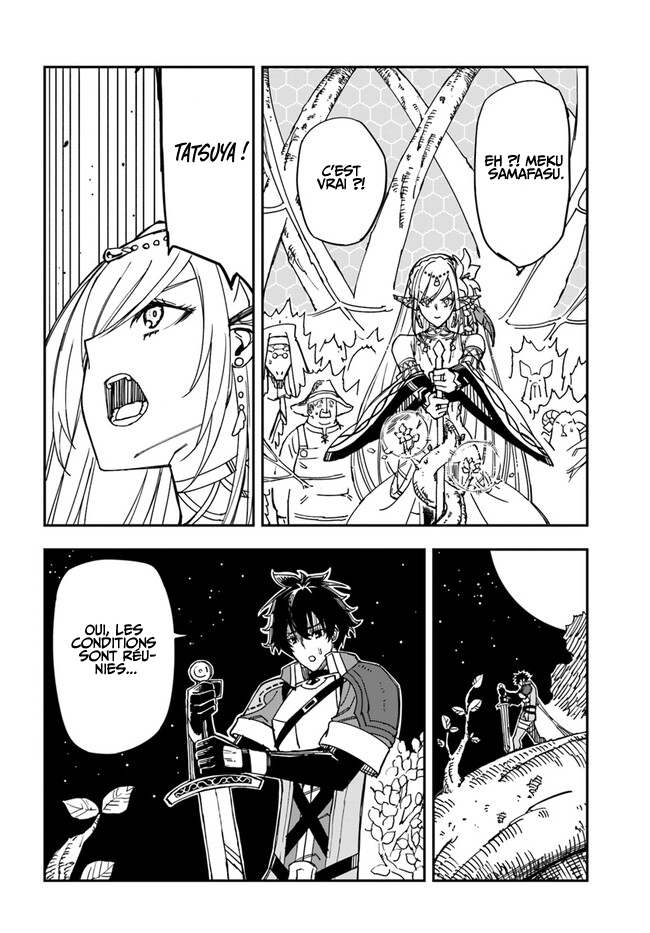 EH ?! MEKU
SAMAFASU.
C'EST
VRAI ?!
TATSUYA !
OUI, LES
CONDITIONS
SONT RÉU-
NIES...